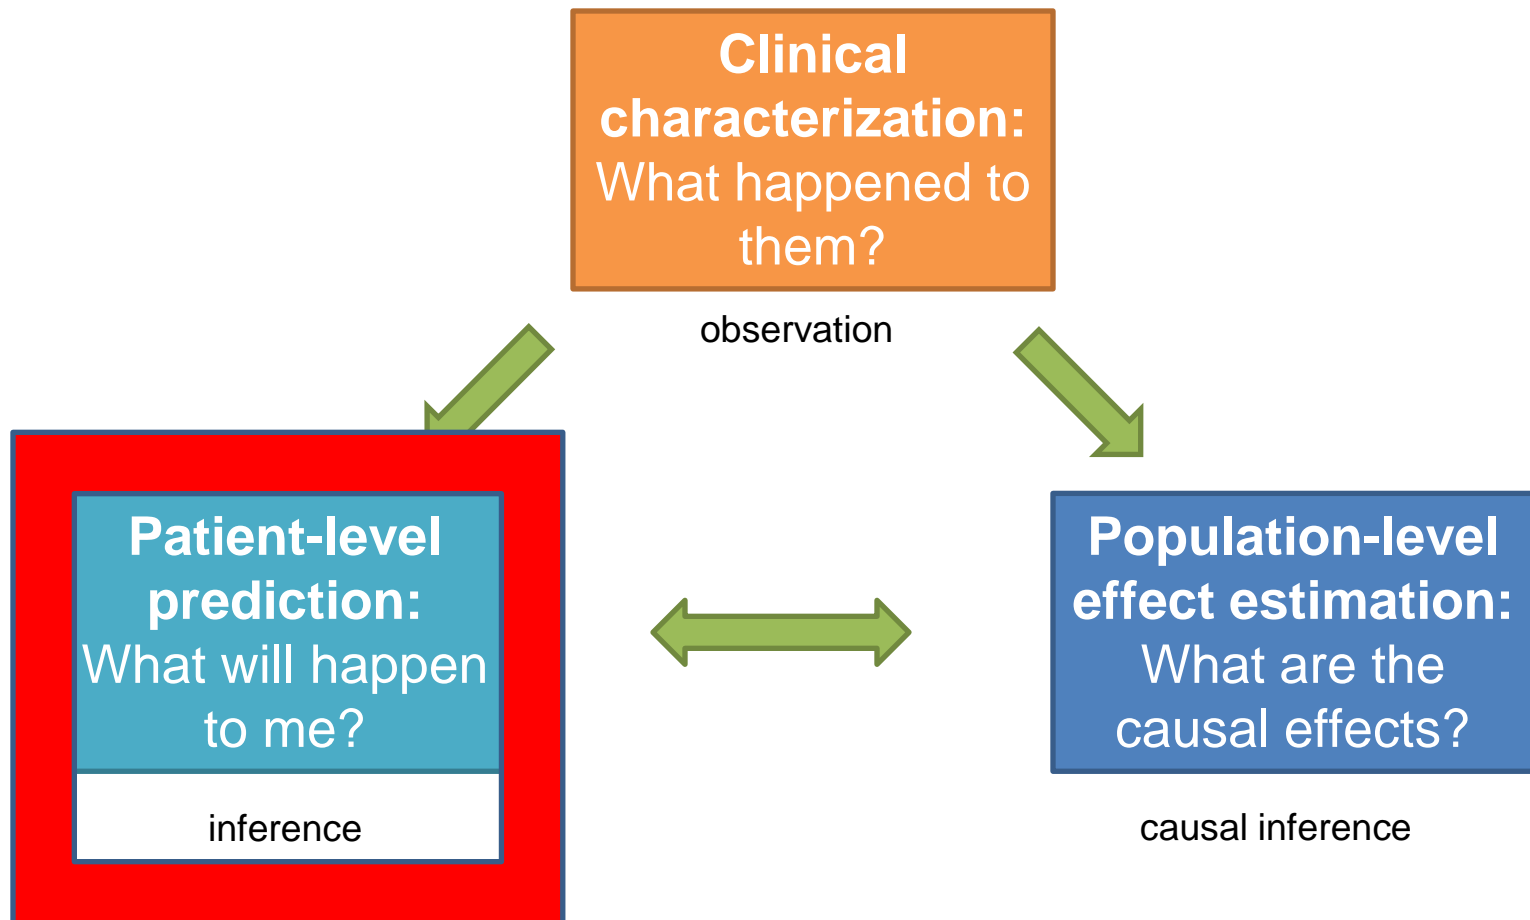 Clinical
characterization:
What happened to
them?
observation
Patient-level
prediction:
What will happen
to me?
inference
Population-level
effect estimation:
What are the
causal effects?
causal inference